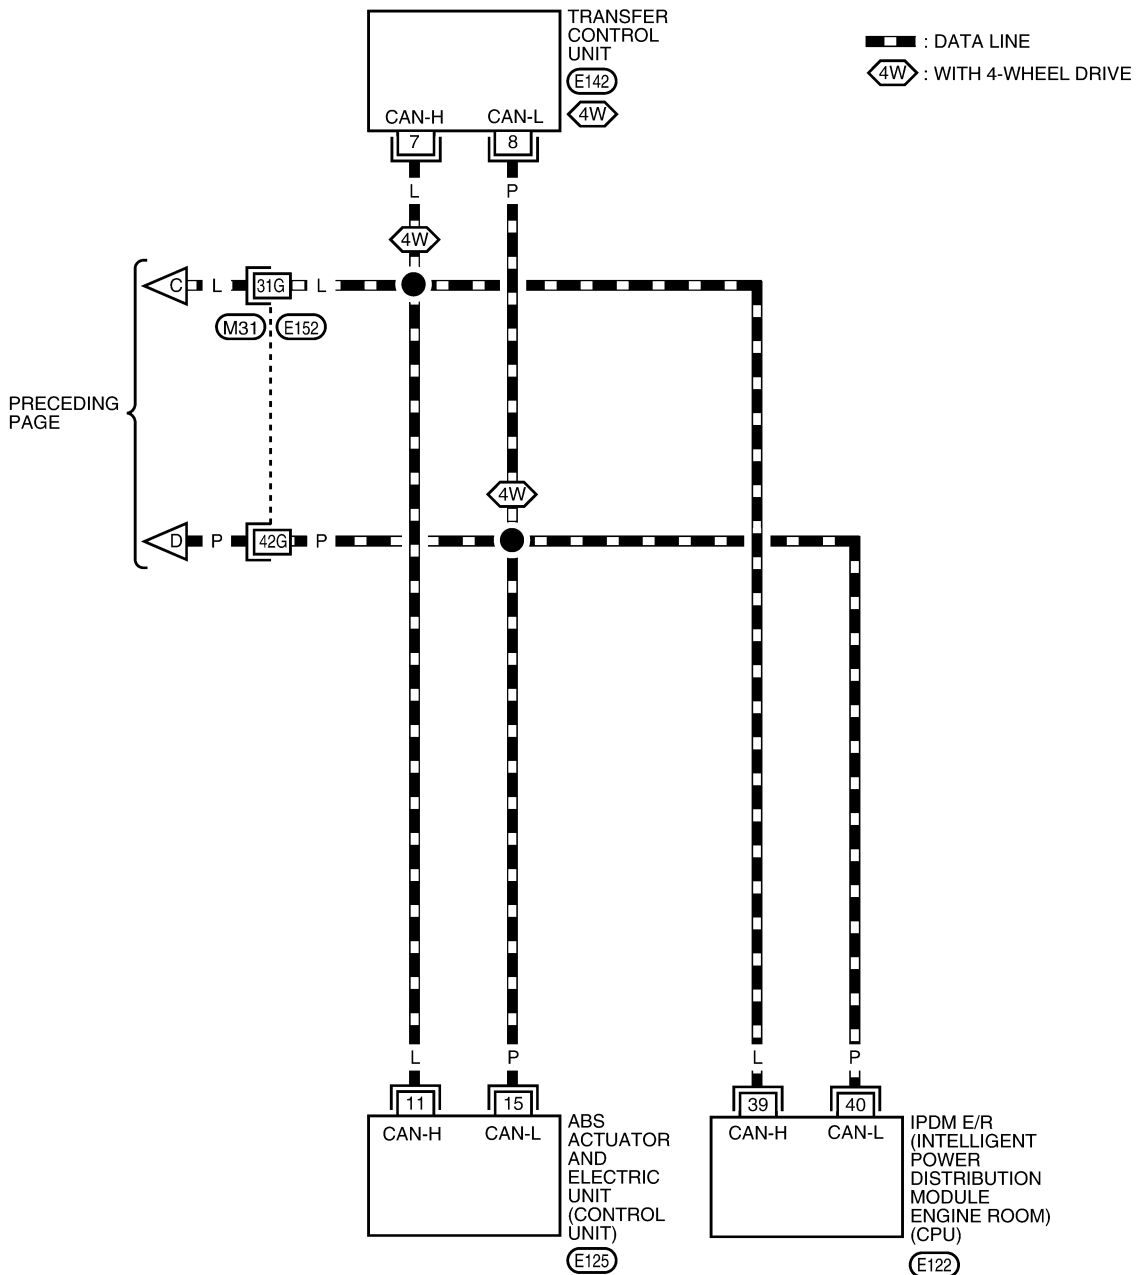 TRANSFER
CONTROL
UNIT
E142
4W
: DATA LINE
4W : WITH 4-WHEEL DRIVE
CAN-H CAN-L
7 8
L P
4W
C L 31G L
M31 E152
PRECEDING
PAGE
4W
D P 42G P
L P L P
11 15 39 40
CAN-H CAN-L
ABS
ACTUATOR
AND
ELECTRIC
UNIT
(CONTROL
UNIT)
E125
CAN-H CAN-L
IPDM E/R
(INTELLIGENT
POWER
DISTRIBUTION
MODULE
ENGINE ROOM)
(CPU)
E122